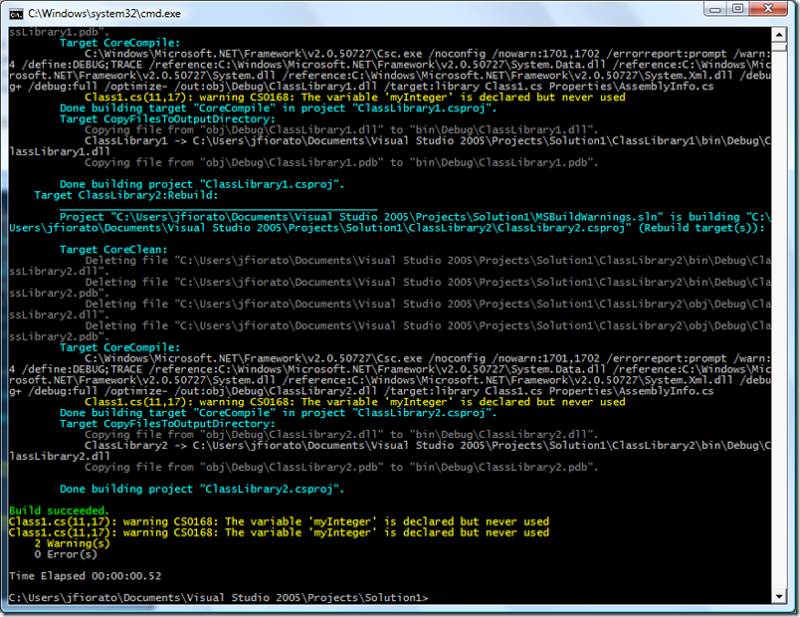 C:\Windows\system32\cmd.exe
ssLibrary1.pdb".
Target CoreCompile:
C:\Windows\Microsoft.NET\Framework\v2.0.50727\Csc.exe /noconfig /nowarn:1701,1702 /errorreport:prompt /warn:
4 /define:DEBUG;TRACE /reference:C:\Windows\Microsoft.NET\Framework\v2.0.50727\System.Data.dll /reference:C:\Windows\Mic
rosoft.NET\Framework\v2.0.50727\System.dll /reference:C:\Windows\Microsoft.NET\Framework\v2.0.50727\System.Xml.dll /debu
g+ /debug:full /optimize- /out:obj\Debug\ClassLibrary1.dll /target:library Class1.cs Properties\AssemblyInfo.cs
Class1.cs(11,17): warning CS0168: The variable 'myInteger' is declared but never used
Done building target "CoreCompile" in project "ClassLibrary1.csproj".
Target CopyFilesToOutputDirectory:
Copying file from "obj\Debug\ClassLibrary1.dll" to "bin\Debug\ClassLibrary1.dll".
ClassLibrary1 -> C:\Users\jfiorato\Documents\Visual Studio 2005\Projects\Solution1\ClassLibrary1\bin\Debug\C
lassLibrary1.dll
Copying file from "obj\Debug\ClassLibrary1.pdb" to "bin\Debug\ClassLibrary1.pdb".
Done building project "ClassLibrary1.csproj".
Target ClassLibrary2:Rebuild:
Project "C:\Users\jfiorato\Documents\Visual Studio 2005\Projects\Solution1\MSBuildWarnings.sln" is building "C:\
Users\jfiorato\Documents\Visual Studio 2005\Projects\Solution1\ClassLibrary2\ClassLibrary2.csproj" (Rebuild target(s)):
Target CoreClean:
Deleting file "C:\Users\jfiorato\Documents\Visual Studio 2005\Projects\Solution1\ClassLibrary2\bin\Debug\Cla
ssLibrary2.dll".
Deleting file "C:\Users\jfiorato\Documents\Visual Studio 2005\Projects\Solution1\ClassLibrary2\bin\Debug\Cla
ssLibrary2.pdb".
Deleting file "C:\Users\jfiorato\Documents\Visual Studio 2005\Projects\Solution1\ClassLibrary2\obj\Debug\Cla
ssLibrary2.dll".
Deleting file "C:\Users\jfiorato\Documents\Visual Studio 2005\Projects\Solution1\ClassLibrary2\obj\Debug\Cla
ssLibrary2.pdb".
Target CoreCompile:
C:\Windows\Microsoft.NET\Framework\v2.0.50727\Csc.exe /noconfig /nowarn:1701,1702 /errorreport:prompt /warn:
4 /define:DEBUG;TRACE /reference:C:\Windows\Microsoft.NET\Framework\v2.0.50727\System.Data.dll /reference:C:\Windows\Mic
rosoft.NET\Framework\v2.0.50727\System.dll /reference:C:\Windows\Microsoft.NET\Framework\v2.0.50727\System.Xml.dll /debu
g+ /debug:full /optimize- /out:obj\Debug\ClassLibrary2.dll /target:library Class1.cs Properties\AssemblyInfo.cs
Class1.cs(11,17): warning CS0168: The variable 'myInteger' is declared but never used
Done building target "CoreCompile" in project "ClassLibrary2.csproj".
Target CopyFilesToOutputDirectory:
Copying file from "obj\Debug\ClassLibrary2.dll" to "bin\Debug\ClassLibrary2.dll".
ClassLibrary2 -> C:\Users\jfiorato\Documents\Visual Studio 2005\Projects\Solution1\ClassLibrary2\bin\Debug\C
lassLibrary2.dll
Copying file from "obj\Debug\ClassLibrary2.pdb" to "bin\Debug\ClassLibrary2.pdb".
Done building project "ClassLibrary2.csproj".
Build succeeded.
Class1.cs(11,17): warning CS0168: The variable 'myInteger' is declared but never used
Class1.cs(11,17): warning CS0168: The variable 'myInteger' is declared but never used
2 Warning(s)
0 Error(s)
Time Elapsed 00:00:00.52
C:\Users\jfiorato\Documents\Visual Studio 2005\Projects\Solution1>